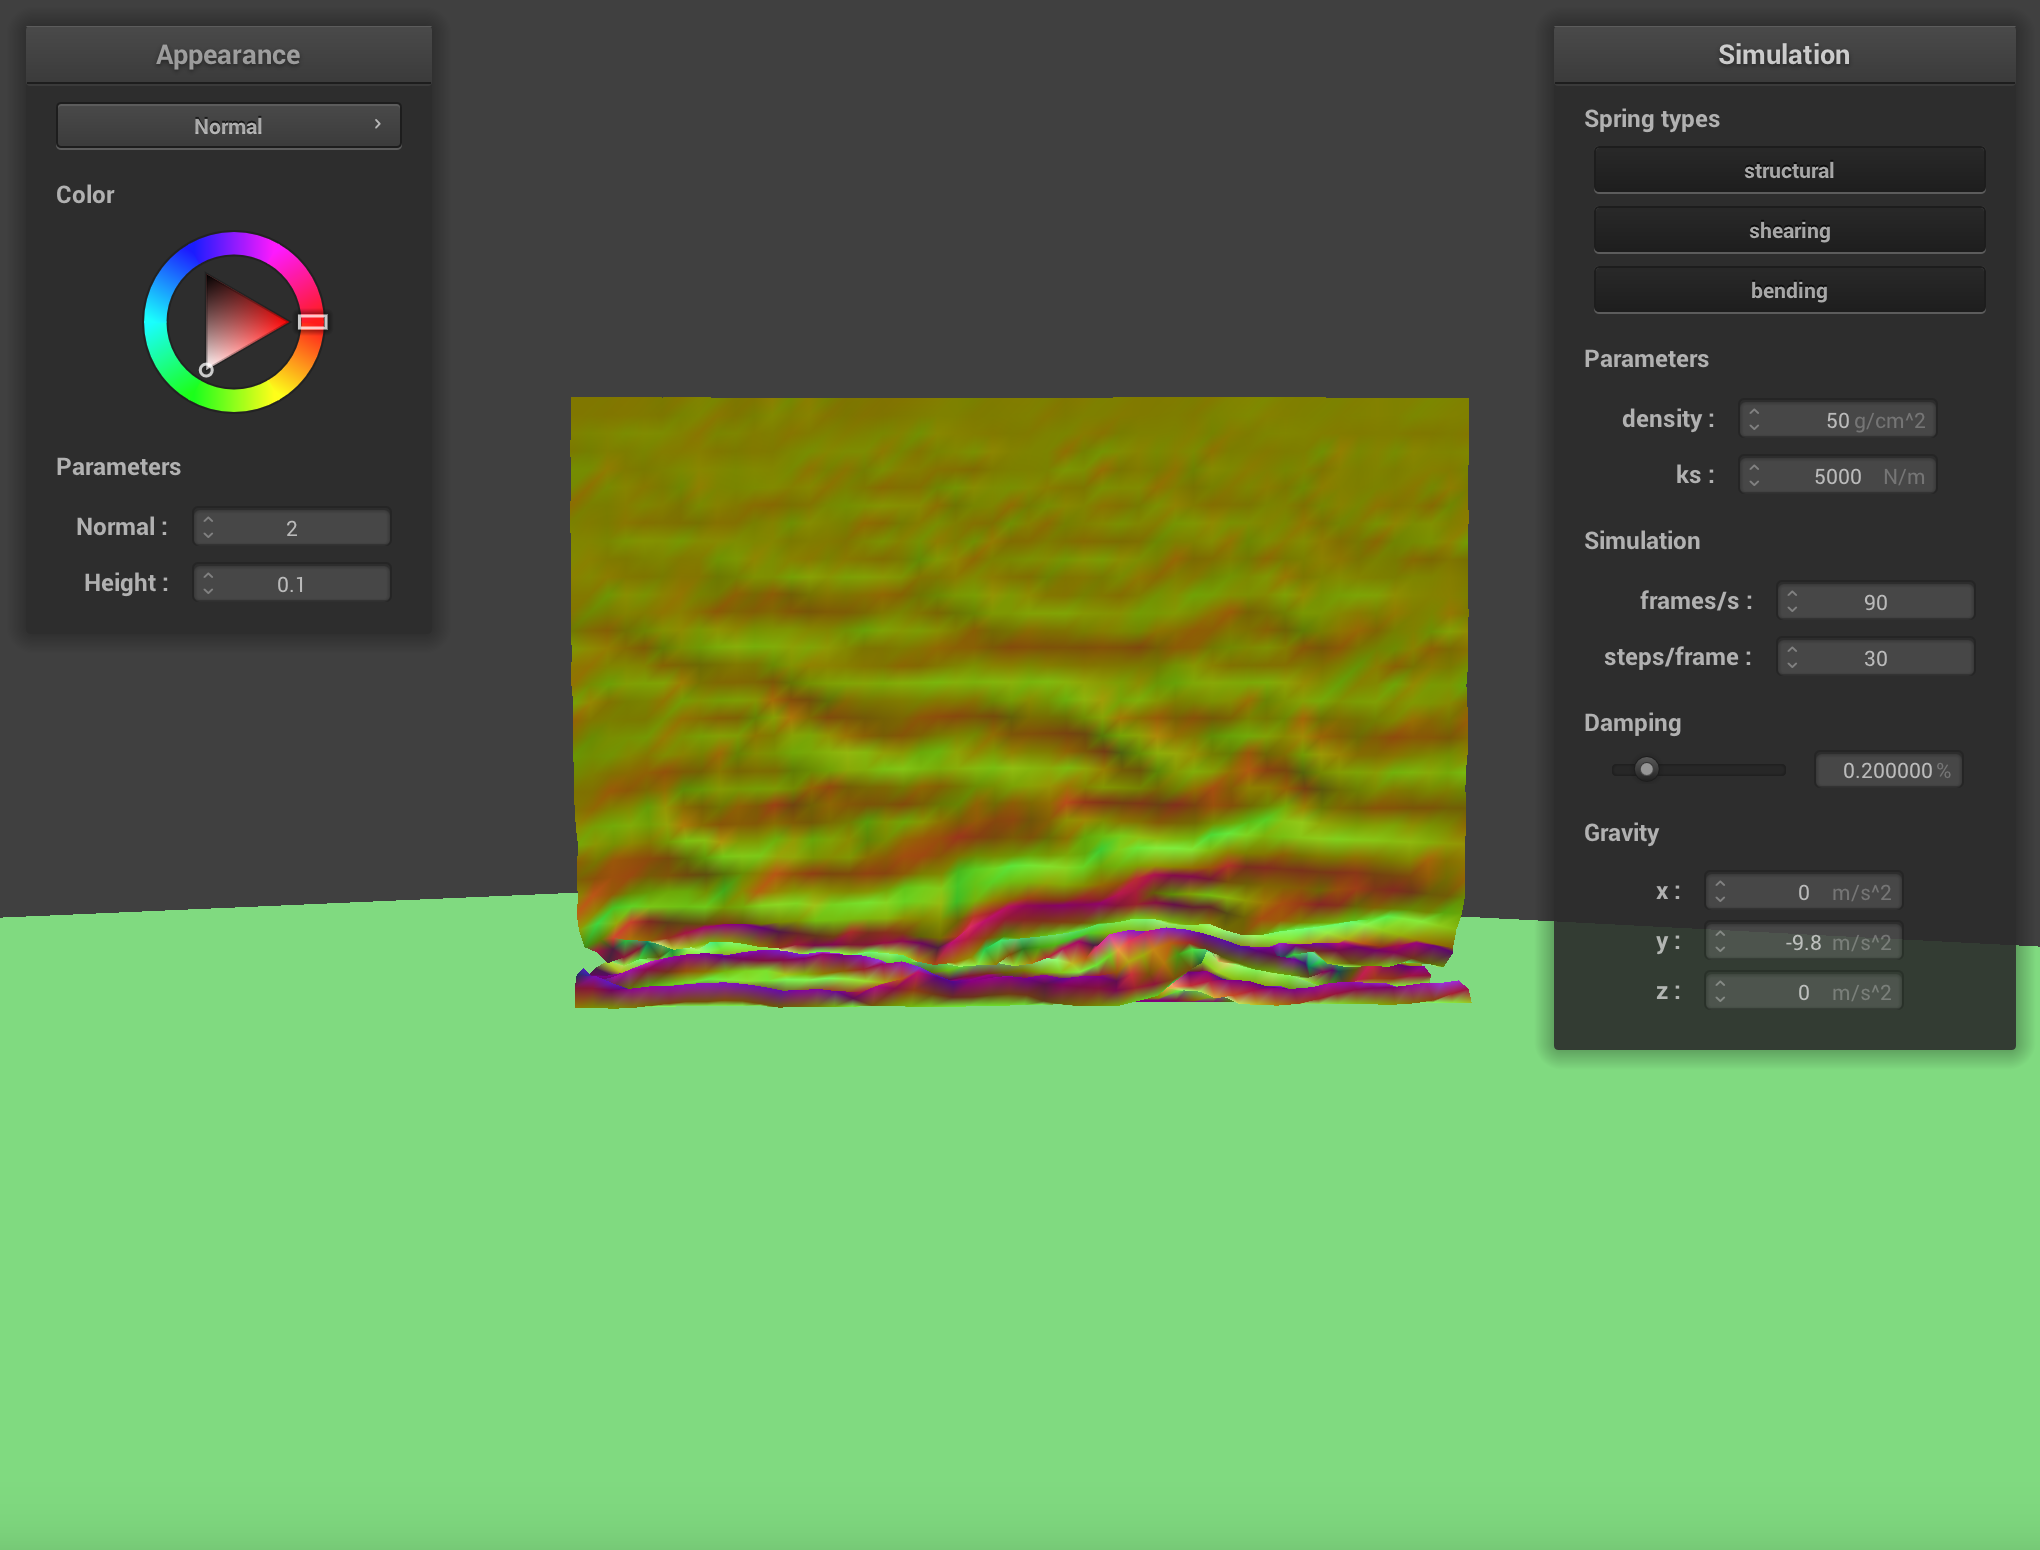 Appearance
Normal
Color
Parameters
Normal : 2
Height : 0.1
Simulation
Spring types
structural
shearing
bending
Parameters
density : 50 g/cm^2
ks : 5000 N/m
Simulation
frames/s : 90
steps/frame : 30
Damping
0.200000 %
Gravity
x : 0 m/s^2
y : -9.8 m/s^2
z : 0 m/s^2